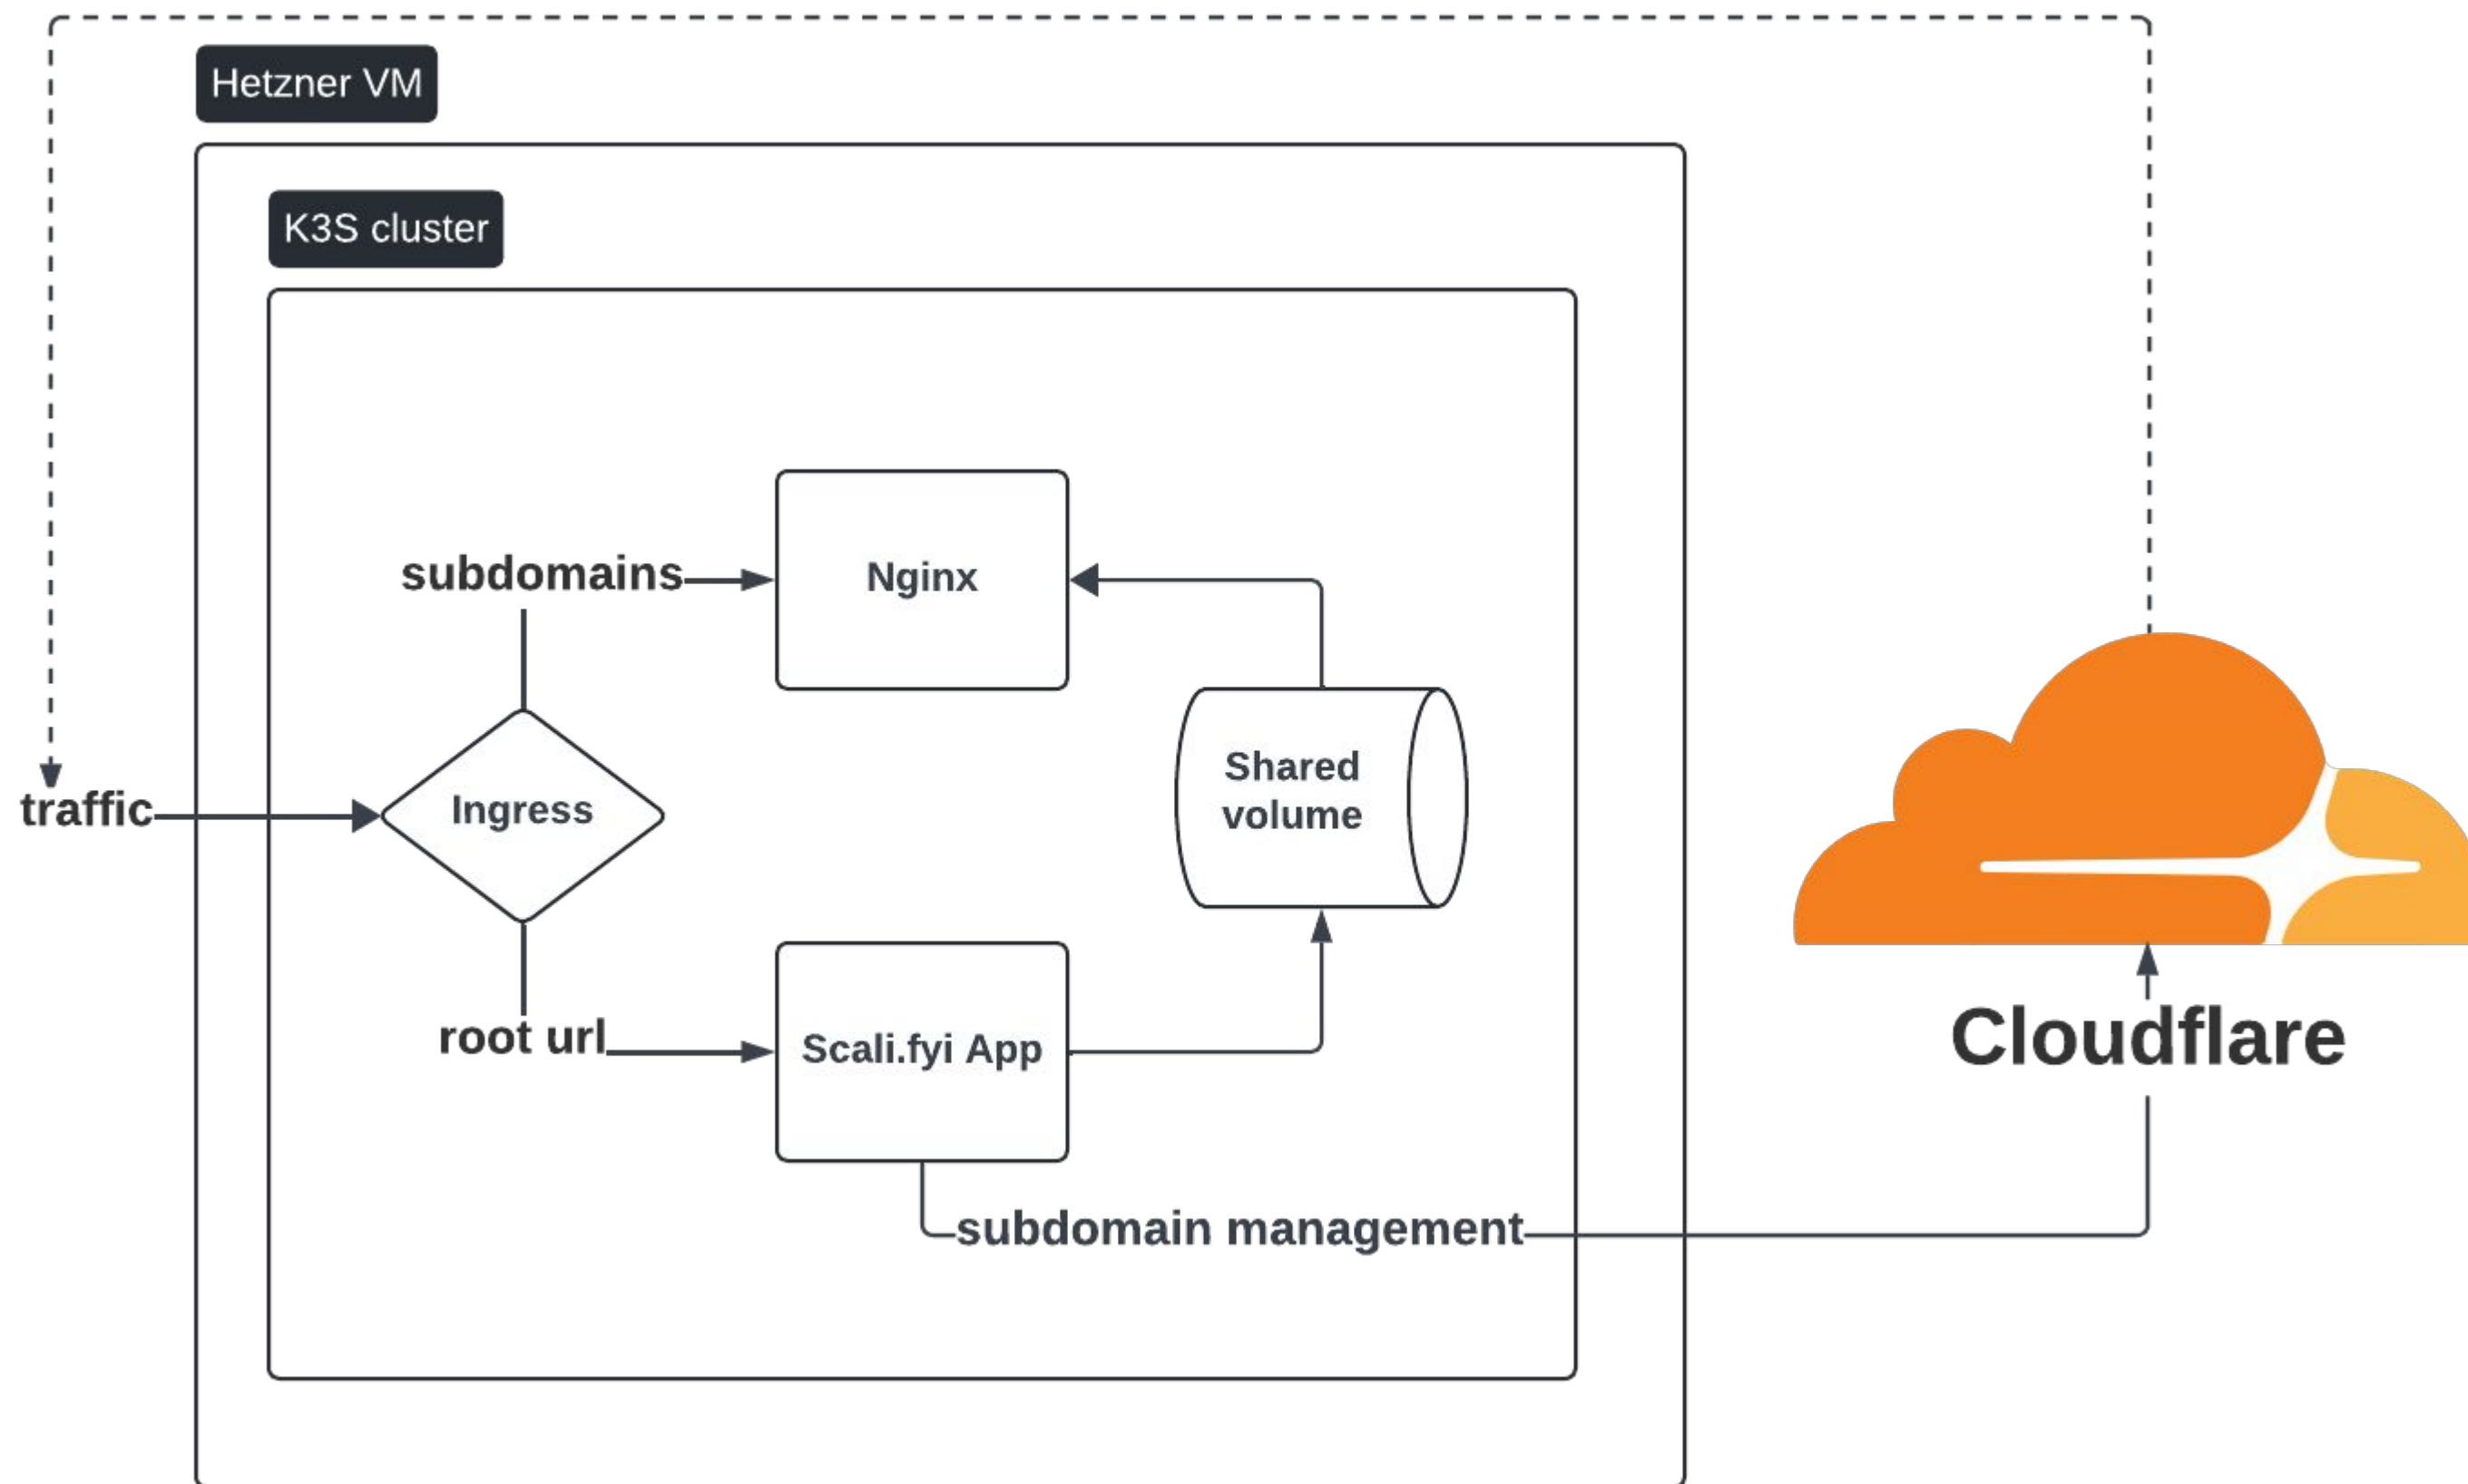 Hetzner VM
K3S cluster
subdomains
Nginx
Shared
volume
traffic
Ingress
root url
Scali.fyi App
Cloudflare
subdomain management